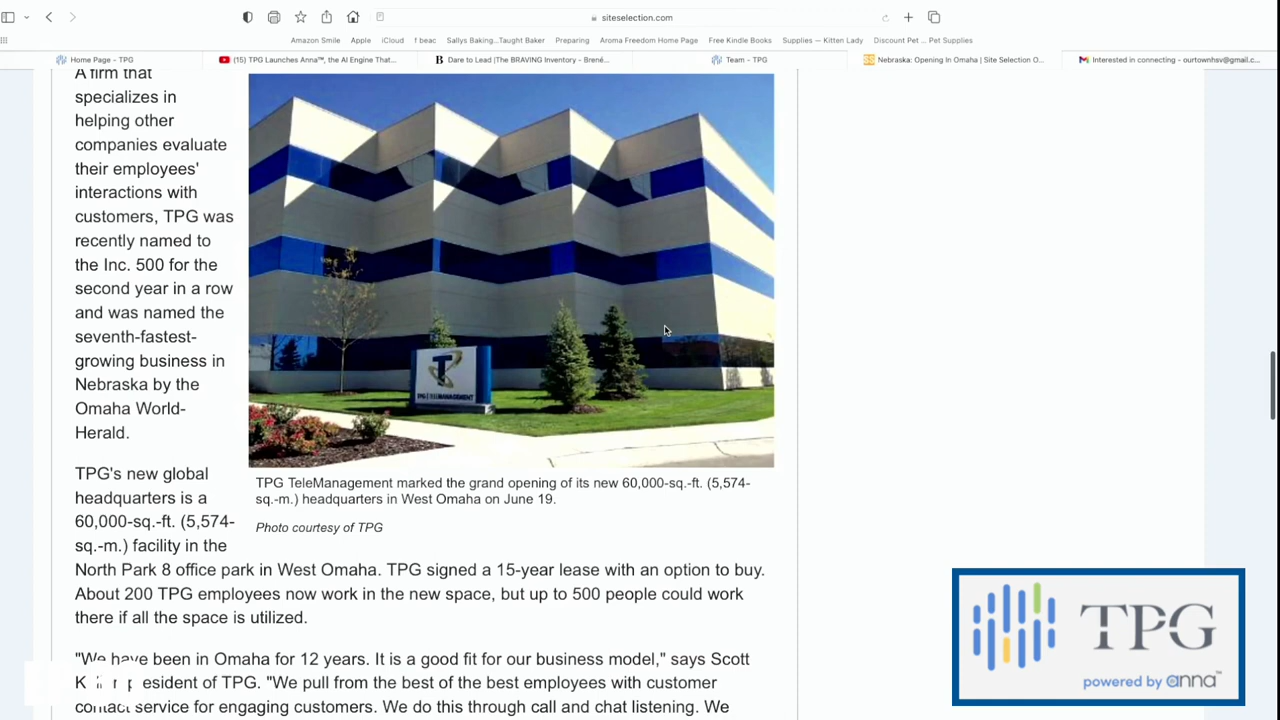 siteselection.com
Amazon Smile Apple iCloud f beac Sallys Baking...Taught Baker Preparing Aroma Freedom Home Page Free Kindle Books Supplies — Kitten Lady Discount Pet ... Pet Supplies
Home Page - TPG (15) TPG Launches Anna™, the AI Engine That... Dare to Lead |The BRAVING Inventory - Brené... Team - TPG Nebraska: Opening In Omaha | Site Selection O... Interested in connecting - ourtownhsv@gmail.c...
A firm that
specializes in
helping other
companies evaluate
their employees'
interactions with
customers, TPG was
recently named to
the Inc. 500 for the
second year in a row
and was named the
seventh-fastest-
growing business in
Nebraska by the
Omaha World-
Herald.
TPG | TELEMANAGEMENT
TPG TeleManagement marked the grand opening of its new 60,000-sq.-ft. (5,574-
sq.-m.) headquarters in West Omaha on June 19.
Photo courtesy of TPG
TPG's new global
headquarters is a
60,000-sq.-ft. (5,574-
sq.-m.) facility in the
North Park 8 office park in West Omaha. TPG signed a 15-year lease with an option to buy.
About 200 TPG employees now work in the new space, but up to 500 people could work
there if all the space is utilized.
"We have been in Omaha for 12 years. It is a good fit for our business model," says Scott
president of TPG. "We pull from the best of the best employees with customer
contact service for engaging customers. We do this through call and chat listening. We
TPG
powered by anna™